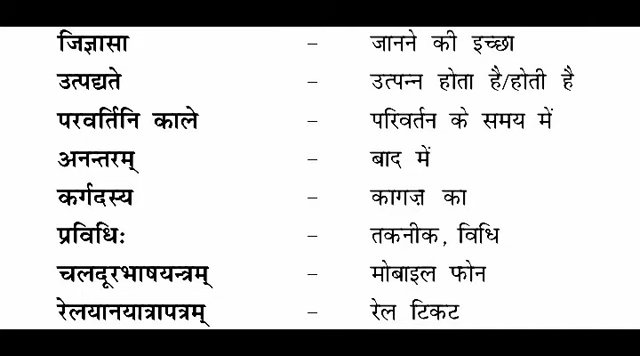 जिज्ञासा – जानने की इच्छा
उत्पद्यते – उत्पन्न होता है/होती है
परवर्तिनि काले – परिवर्तन के समय में
अनन्तरम् – बाद में
कर्गदस्य – कागज़ का
प्रविधिः – तकनीक, विधि
चलदूरभाषयन्त्रम् – मोबाइल फोन
रेलयानयात्रापत्रम् – रेल टिकट